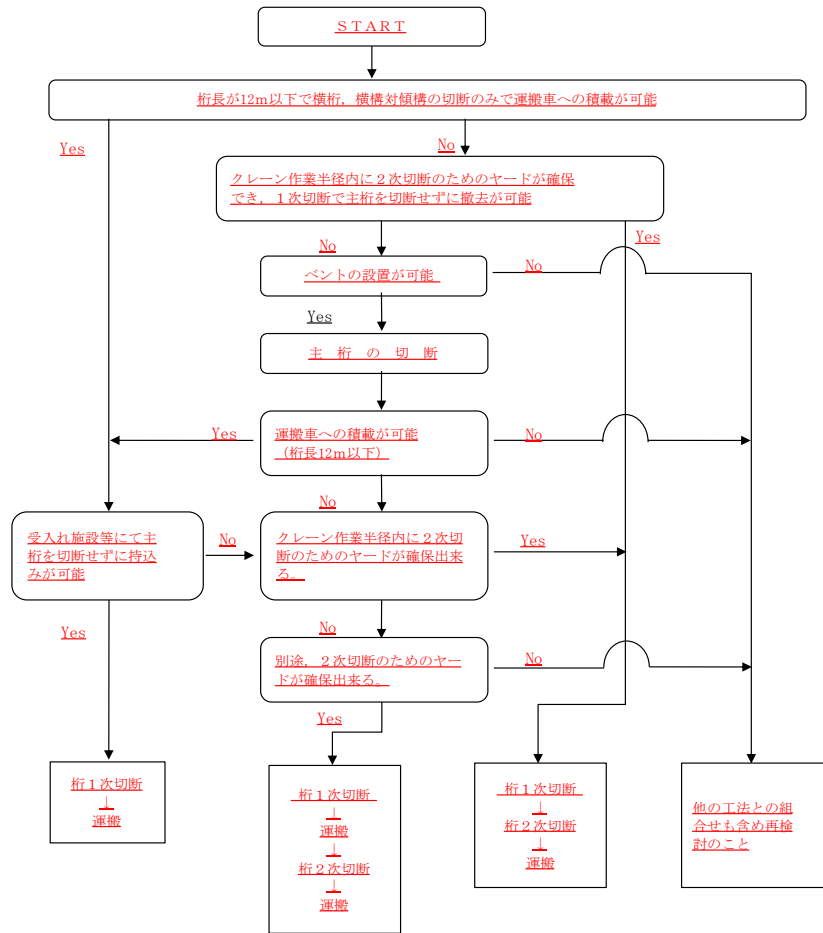 ＳＴＡＲＴ
桁長が12m以下で横桁，横構対傾構の切断のみで運搬車への積載が可能
Yes
No
クレーン作業半径内に２次切断のためのヤードが確保
でき，１次切断で主桁を切断せずに撤去が可能
No
Yes
ベントの設置が可能
No
Yes
主　桁　の　切　断
運搬車への積載が可能
（桁長12m以下）
Yes
No
No
受入れ施設等にて主
桁を切断せずに持込
みが可能
No
クレーン作業半径内に２次切
断のためのヤードが確保出来
る。
Yes
Yes
No
別途，２次切断のためのヤー
ドが確保出来る。
No
Yes
桁１次切断
↓
運搬
桁１次切断
↓
運搬
↓
桁２次切断
↓
運搬
桁１次切断
↓
桁２次切断
↓
運搬
他の工法との組
合せも含め再検
討のこと